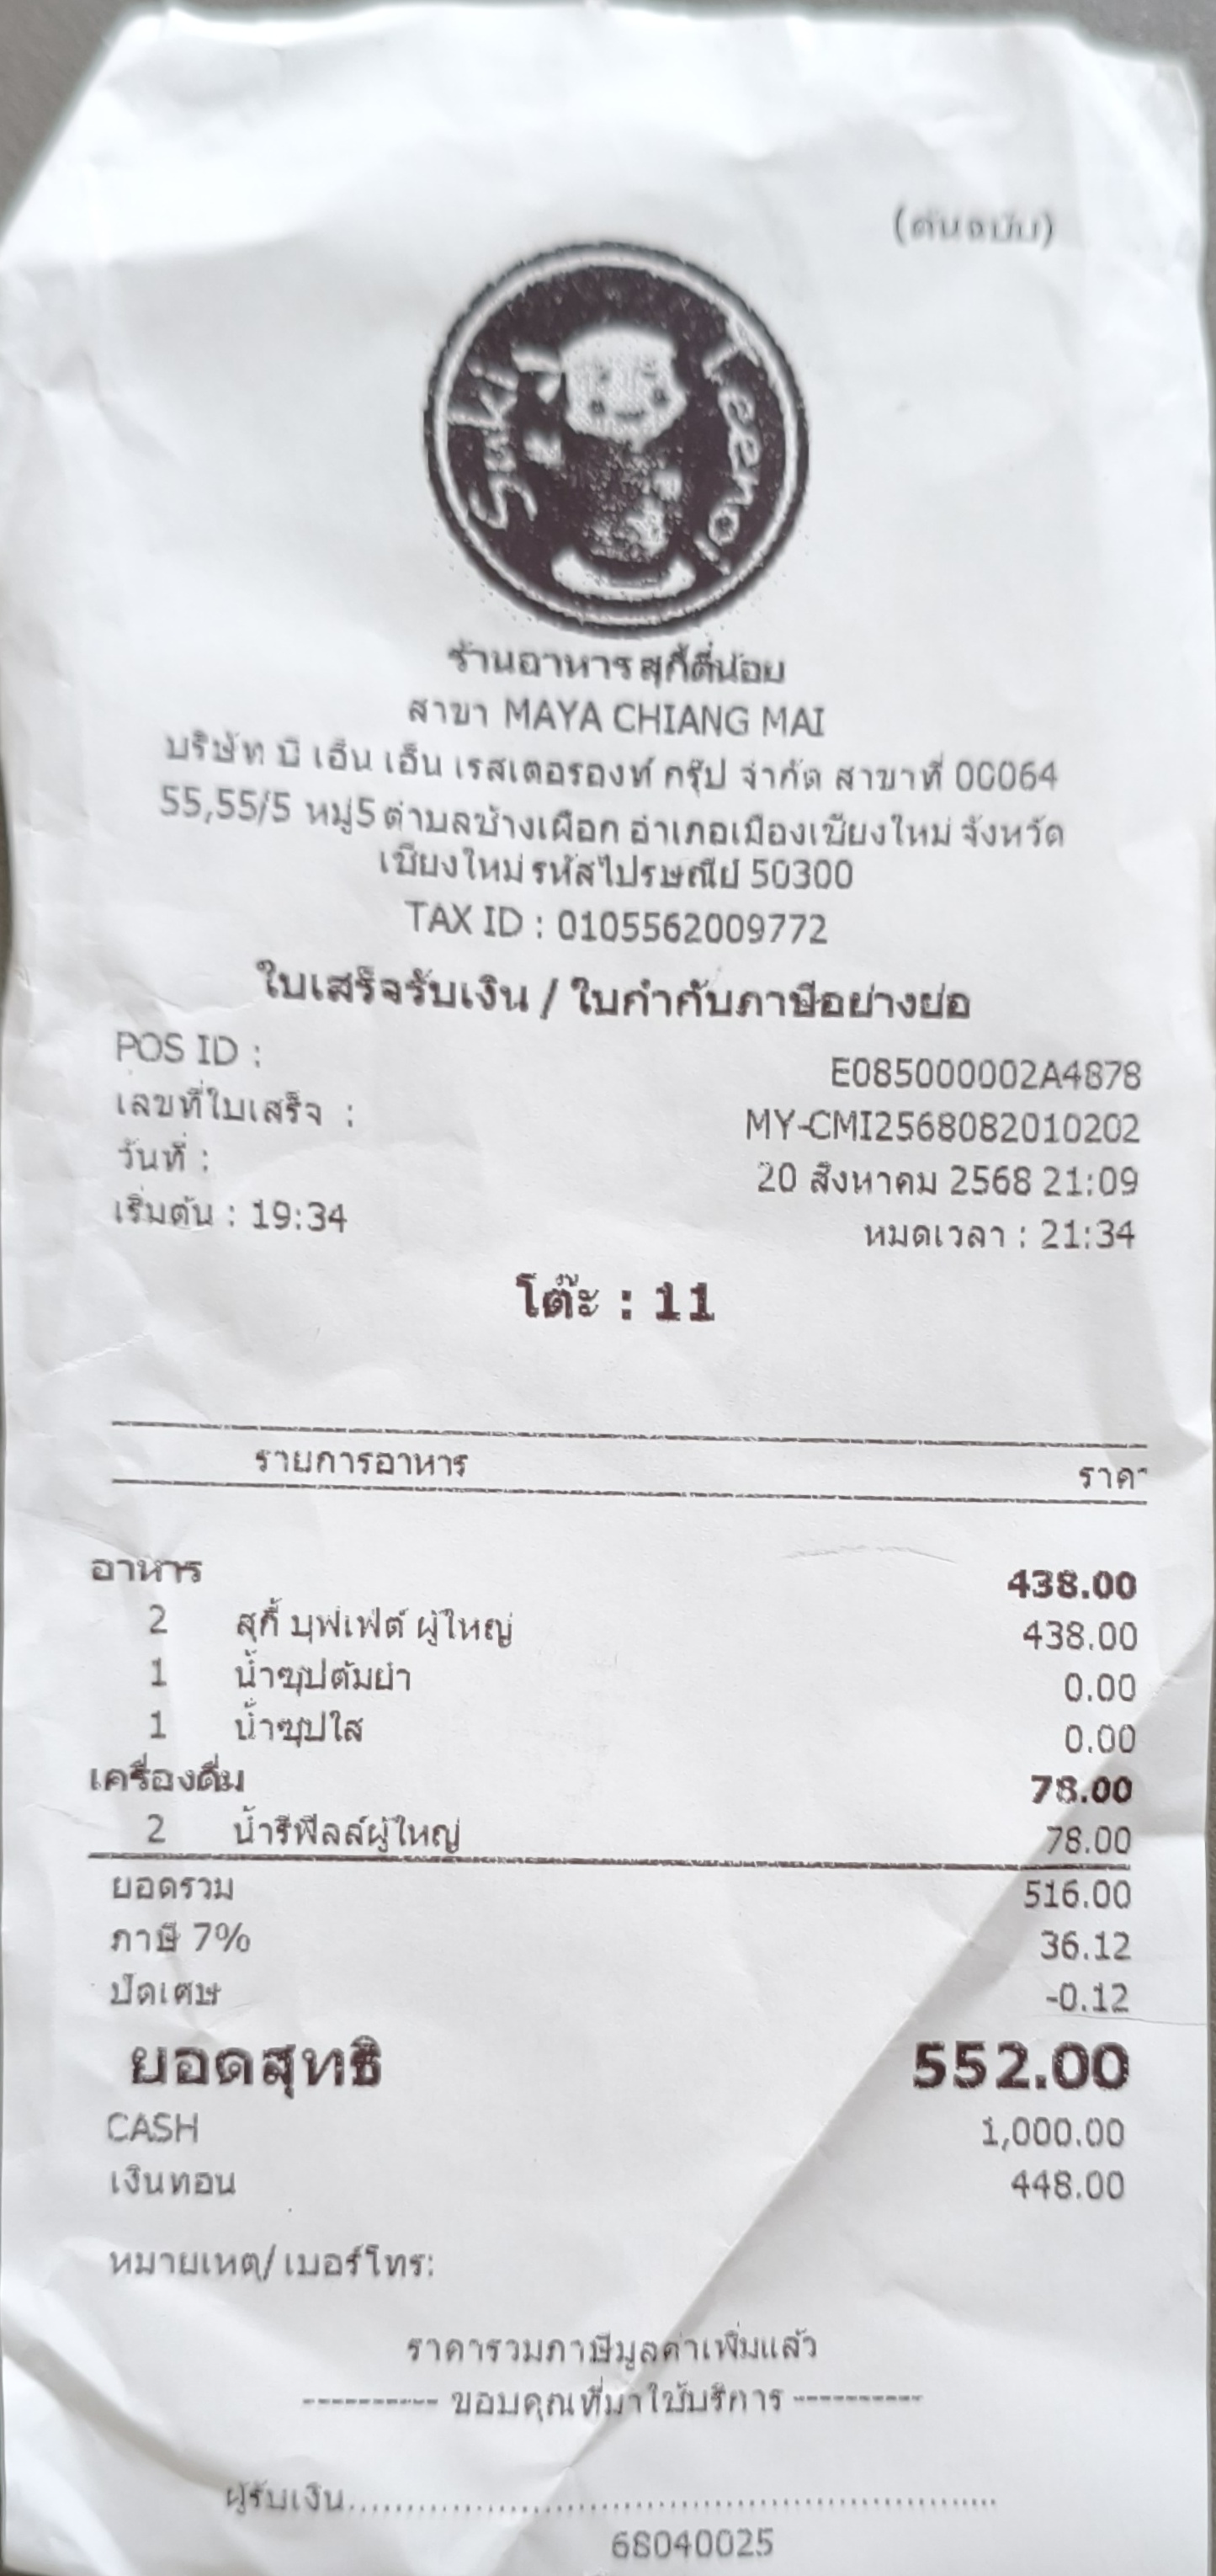 (ต้นฉบับ)
Suki Teenoi
ร้านอาหารสุกี้ตี๋น้อย
สาขา MAYA CHIANG MAI
บริษัท บี เอ็น เอ็น เรสเตอรองท์ กรุ๊ป จำกัด สาขาที่ 00064
55,55/5 หมู่5 ตำบลช้างเผือก อำเภอเมืองเชียงใหม่ จังหวัด
เชียงใหม่ รหัสไปรษณีย์ 50300
TAX ID : 0105562009772
ใบเสร็จรับเงิน / ใบกำกับภาษีอย่างย่อ
POS ID : E085000002A4878
เลขที่ใบเสร็จ : MY-CMI2568082010202
วันที่ : 20 สิงหาคม 2568 21:09
เริ่มต้น : 19:34 หมดเวลา : 21:34
โต๊ะ : 11
รายการอาหาร ราคา
อาหาร 438.00
2 สุกี้ บุฟเฟต์ ผู้ใหญ่ 438.00
1 น้ำซุปต้มยำ 0.00
1 น้ำซุปใส 0.00
เครื่องดื่ม 78.00
2 น้ำรีฟิลล์ผู้ใหญ่ 78.00
ยอดรวม 516.00
ภาษี 7% 36.12
ปัดเศษ -0.12
ยอดสุทธิ 552.00
CASH 1,000.00
เงินทอน 448.00
หมายเหตุ/ เบอร์โทร:
ราคารวมภาษีมูลค่าเพิ่มแล้ว
---------- ขอบคุณที่มาใช้บริการ ----------
ผู้รับเงิน..........................................................
68040025